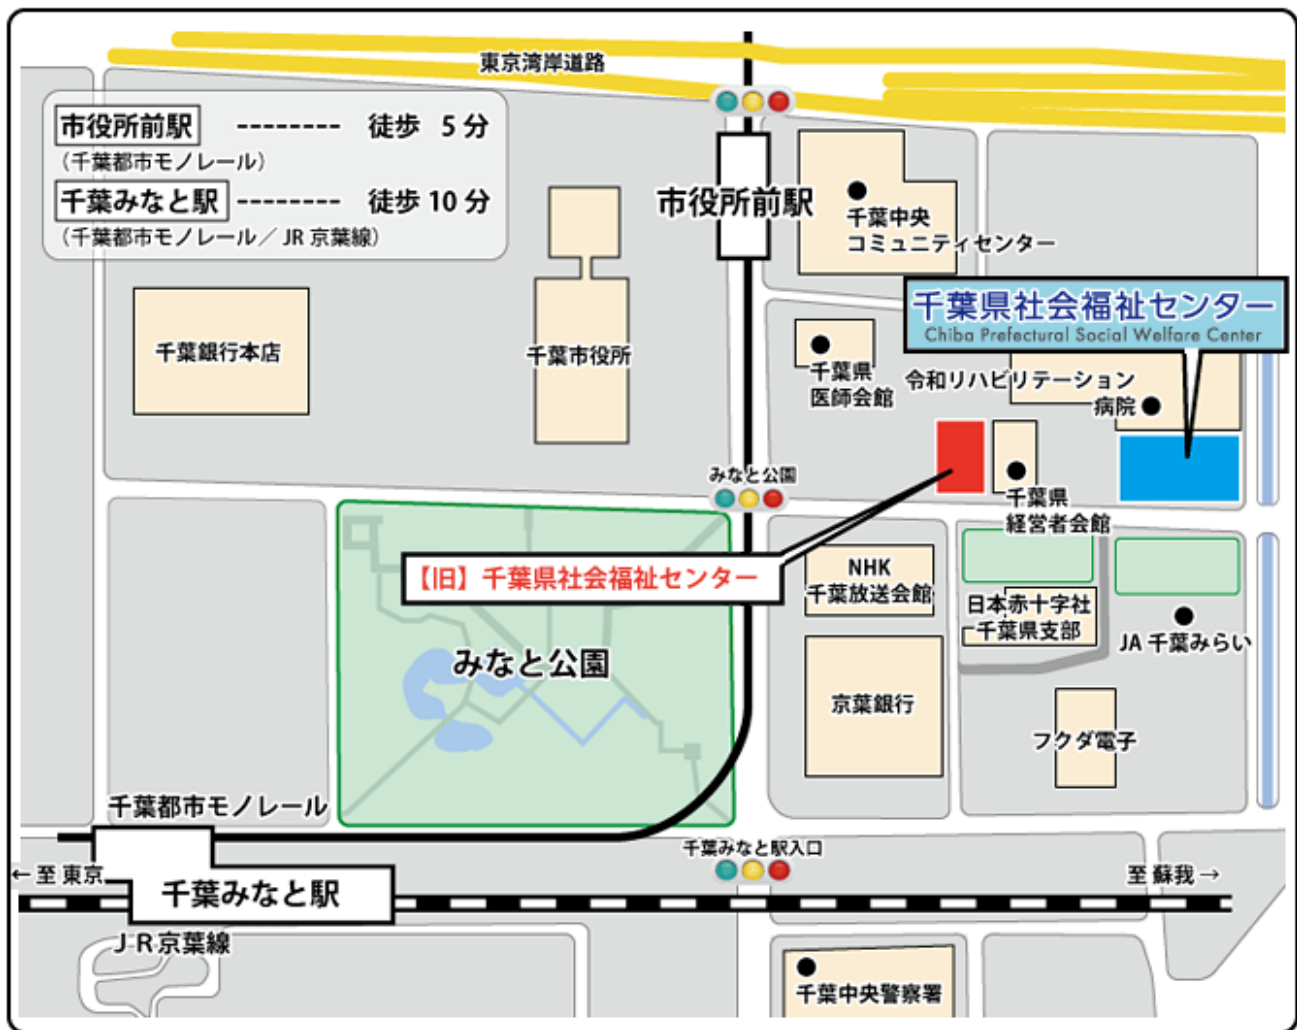 東京湾岸道路
市役所前駅 -------- 徒歩 5 分
（千葉都市モノレール）
千葉みなと駅 -------- 徒歩 10 分
（千葉都市モノレール／ JR 京葉線）
市役所前駅
千葉中央
コミュニティセンター
千葉県社会福祉センター
Chiba Prefectural Social Welfare Center
千葉銀行本店
千葉市役所
千葉県
医師会館
令和リハビリテーション
病院
みなと公園
千葉県
経営者会館
【旧】千葉県社会福祉センター
NHK
千葉放送会館
日本赤十字社
千葉県支部
JA 千葉みらい
みなと公園
京葉銀行
フクダ電子
千葉都市モノレール
千葉みなと駅入口
←至 東京
千葉みなと駅
至 蘇我→
ＪＲ京葉線
千葉中央警察署